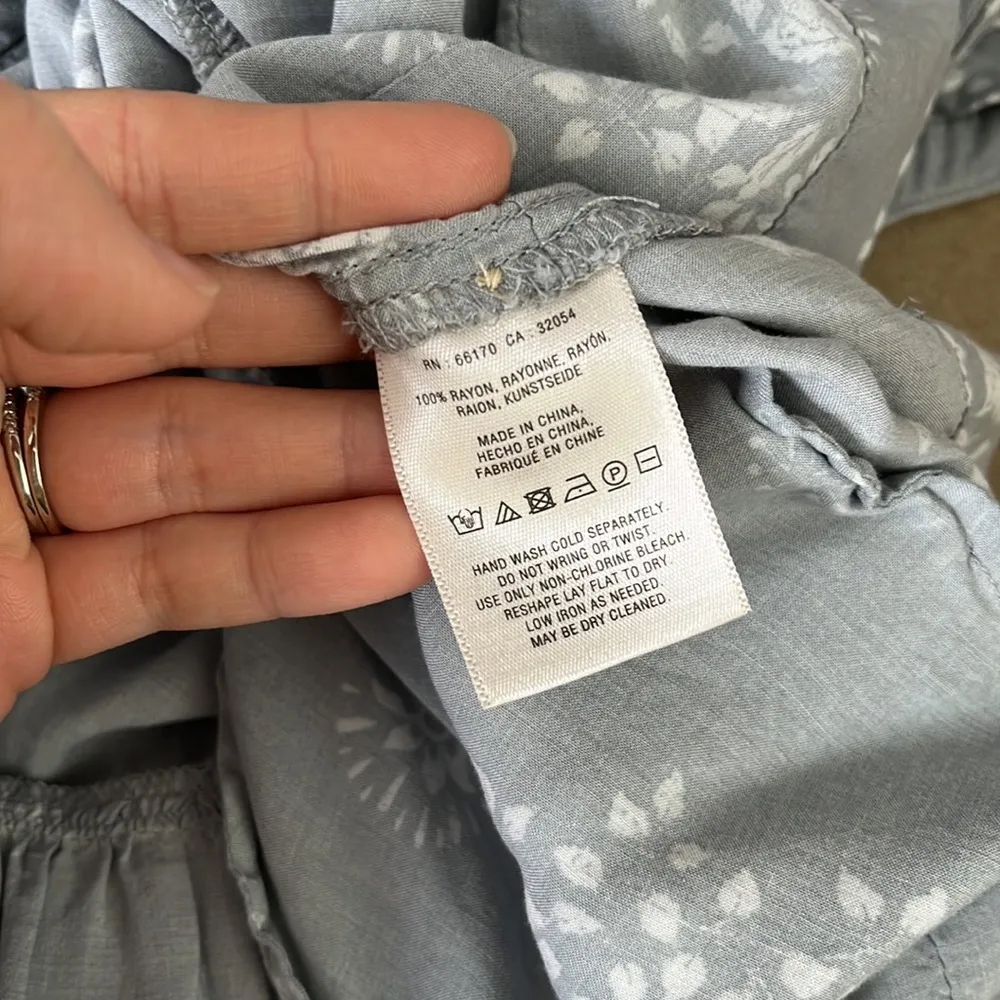 RN : 66170 CA : 32054
100% RAYON, RAYONNE, RAYÓN,
RAION, KUNSTSEIDE
MADE IN CHINA,
HECHO EN CHINA,
FABRIQUÉ EN CHINE
P
HAND WASH COLD SEPARATELY.
DO NOT WRING OR TWIST.
USE ONLY NON-CHLORINE BLEACH.
RESHAPE LAY FLAT TO DRY
LOW IRON AS NEEDED.
MAY BE DRY CLEANED.